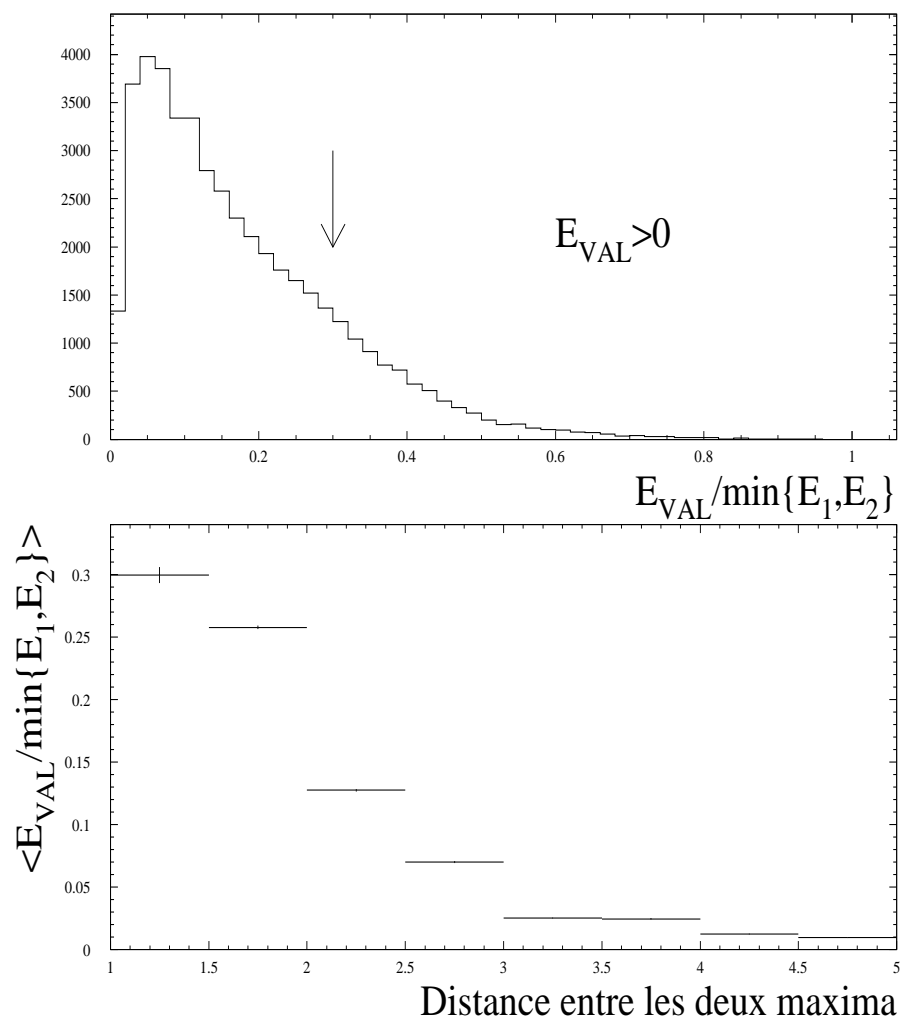 4000
3500
3000
2500
2000
1500
1000
500
0
E_VAL>0
0 0.2 0.4 0.6 0.8 1
E_VAL/min{E_1,E_2}
<E_VAL/min{E_1,E_2}>
0.3
0.25
0.2
0.15
0.1
0.05
0
1 1.5 2 2.5 3 3.5 4 4.5 5
Distance entre les deux maxima